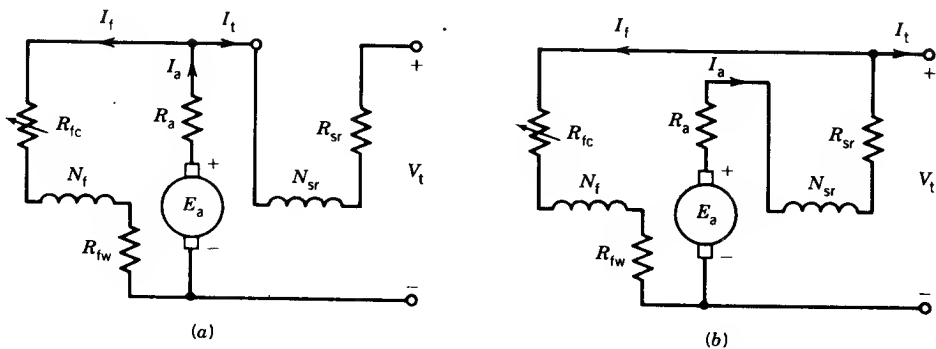 I_f
I_t
I_a
R_fc
R_a
R_sr
+
+
N_f
N_sr
V_t
E_a
R_fw
−
−
(a)
I_f
I_t
I_a
+
R_fc
R_a
R_sr
+
N_f
N_sr
V_t
E_a
R_fw
−
−
(b)